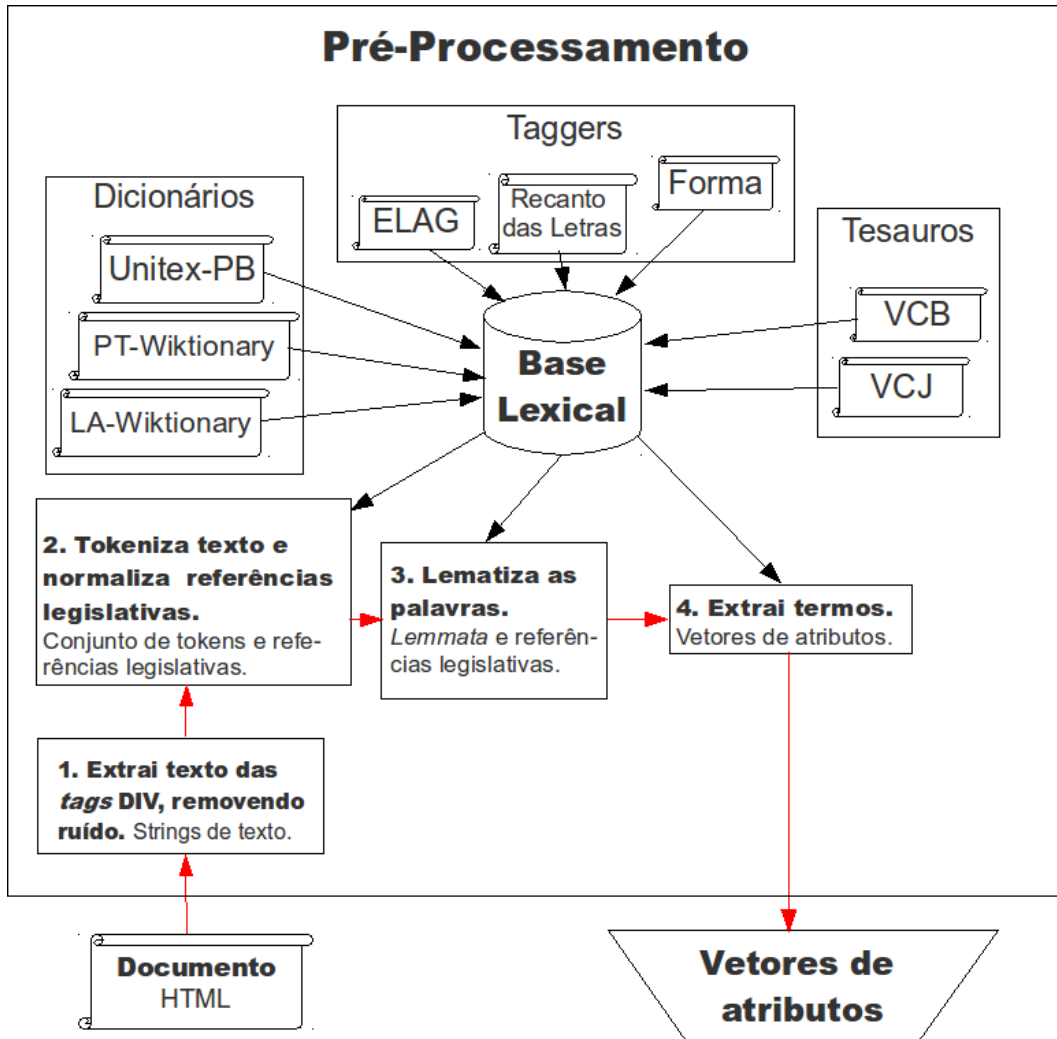 Pré-Processamento
Taggers
ELAG
Recanto
das Letras
Forma
Dicionários
Unitex-PB
PT-Wiktionary
LA-Wiktionary
Tesauros
VCB
VCJ
Base
Lexical
2. Tokeniza texto e
normaliza referências
legislativas.
Conjunto de tokens e refe-
rências legislativas.
3. Lematiza as
palavras.
Lemmata e referên-
cias legislativas.
4. Extrai termos.
Vetores de atributos.
1. Extrai texto das
tags DIV, removendo
ruído. Strings de texto.
Documento
HTML
Vetores de
atributos